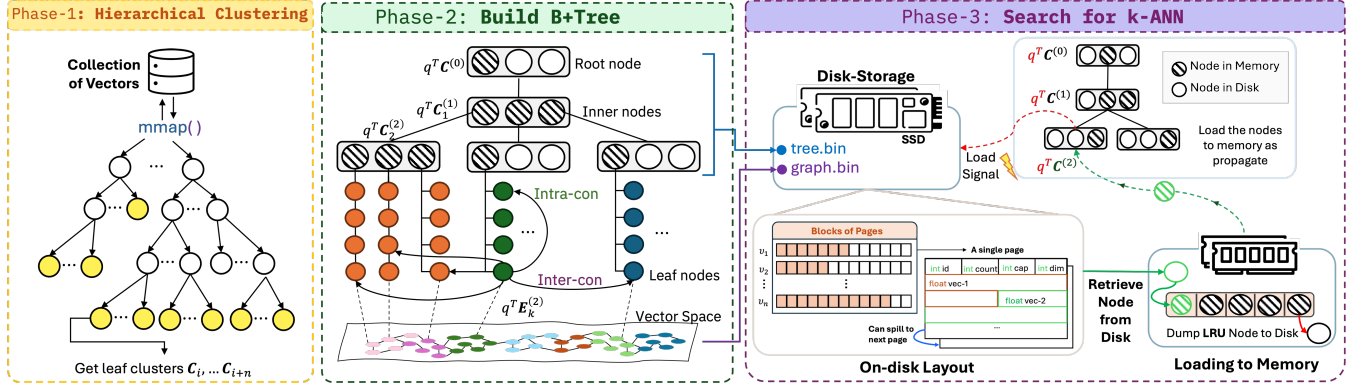 Phase-1: Hierarchical Clustering
Collection
of Vectors
mmap()
...
...
...
...
...
...
...
Get leaf clusters C_i, ... C_{i+n}
Phase-2: Build B+Tree
q^T C^(0)
Root node
q^T C_1^(1)
Inner nodes
q^T C_2^(2)
Intra-con
...
...
Inter-con
Leaf nodes
q^T E_k^(2)
Vector Space
Phase-3: Search for k-ANN
Disk-Storage
SSD
tree.bin
graph.bin
Load
Signal
q^T C^(0)
q^T C^(1)
q^T C^(2)
Node in Memory
Node in Disk
Load the nodes
to memory as
propagate
Blocks of Pages
v_1
v_2
⋮
⋮
v_n
A single page
int id
int count
int cap
int dim
float vec-1
float vec-2
...
Can spill to
next page
On-disk Layout
Retrieve
Node
from
Disk
Dump LRU Node to Disk
Loading to Memory